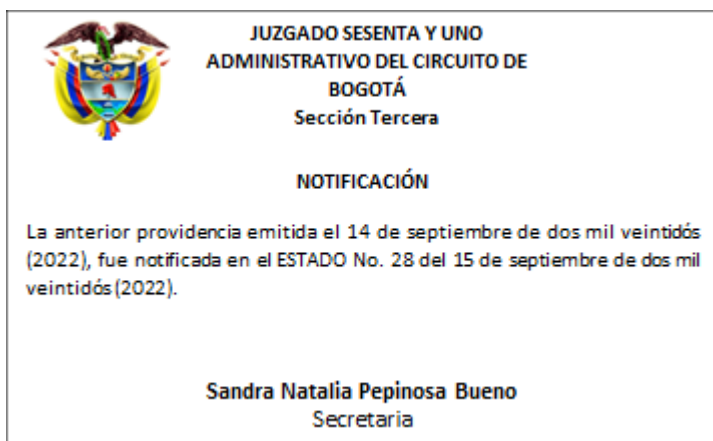 JUZGADO SESENTA Y UNO
ADMINISTRATIVO DEL CIRCUITO DE
BOGOTÁ
Sección Tercera
NOTIFICACIÓN
La anterior providencia emitida el 14 de septiembre de dos mil veintidós
(2022), fue notificada en el ESTADO No. 28 del 15 de septiembre de dos mil
veintidós (2022).
Sandra Natalia Pepinosa Bueno
Secretaria